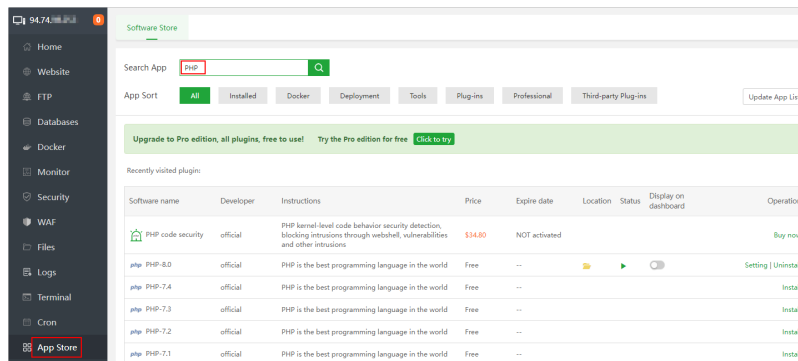 94.74.
0
Home
Website
FTP
Databases
Docker
Monitor
Security
WAF
Files
Logs
Terminal
Cron
App Store
Software Store
Search App PHP
App Sort All Installed Docker Deployment Tools Plug-ins Professional Third-party Plug-ins Update App Lis
Upgrade to Pro edition, all plugins, free to use! Try the Pro edition for free Click to try
Recently visited plugin:
Software name Developer Instructions Price Expire date Location Status Display on dashboard Operation
PHP code security official PHP kernel-level code behavior security detection, blocking intrusions through webshell, vulnerabilities and other intrusions $34.80 NOT activated Buy now
php PHP-8.0 official PHP is the best programming language in the world Free -- Setting | Uninstal
php PHP-7.4 official PHP is the best programming language in the world Free -- Instal
php PHP-7.3 official PHP is the best programming language in the world Free -- Instal
php PHP-7.2 official PHP is the best programming language in the world Free -- Instal
php PHP-7.1 official PHP is the best programming language in the world Free -- Instal